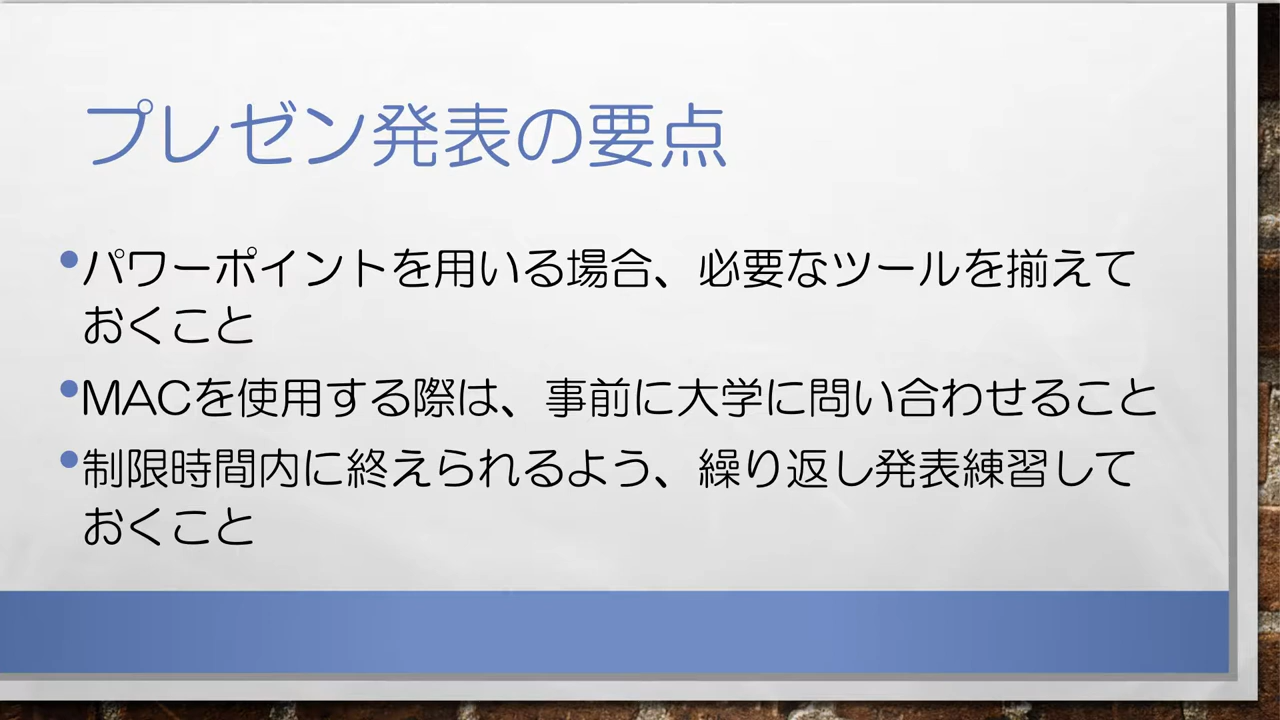 プレゼン発表の要点
•パワーポイントを用いる場合、必要なツールを揃えて
おくこと
•MACを使用する際は、事前に大学に問い合わせること
•制限時間内に終えられるよう、繰り返し発表練習して
おくこと